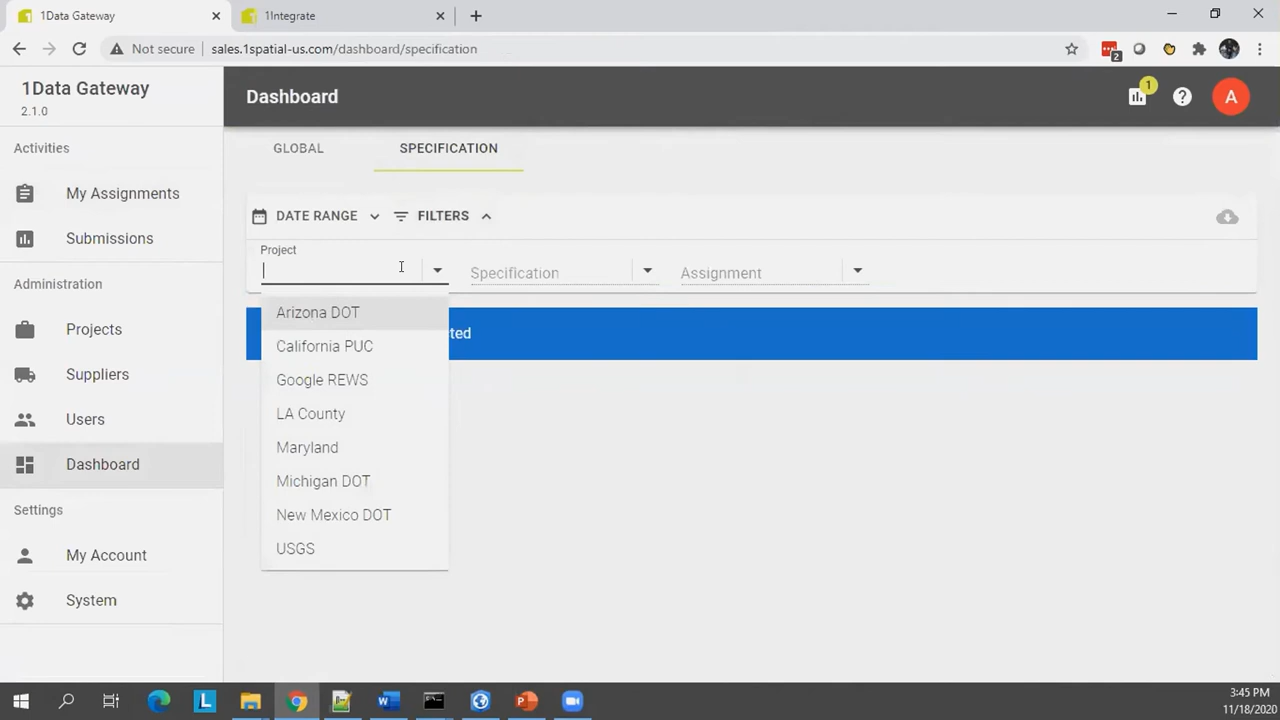 1Data Gateway
1Integrate
Not secure
sales.1spatial-us.com/dashboard/specification
2
1Data Gateway
2.1.0
Activities
My Assignments
Submissions
Administration
Projects
Suppliers
Users
Dashboard
Settings
My Account
System
Dashboard
1
A
GLOBAL
SPECIFICATION
DATE RANGE
FILTERS
Project
Specification
Assignment
Arizona DOT
California PUC
Google REWS
LA County
Maryland
Michigan DOT
New Mexico DOT
USGS
3:45 PM
11/18/2020